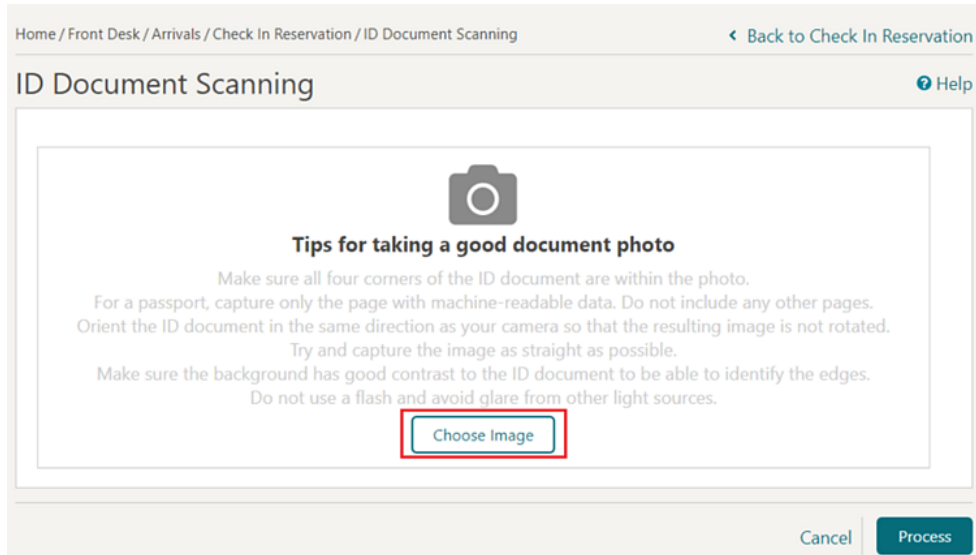 Home / Front Desk / Arrivals / Check In Reservation / ID Document Scanning
Back to Check In Reservation
ID Document Scanning
Help
Tips for taking a good document photo
Make sure all four corners of the ID document are within the photo.
For a passport, capture only the page with machine-readable data. Do not include any other pages.
Orient the ID document in the same direction as your camera so that the resulting image is not rotated.
Try and capture the image as straight as possible.
Make sure the background has good contrast to the ID document to be able to identify the edges.
Do not use a flash and avoid glare from other light sources.
Choose Image
Cancel
Process